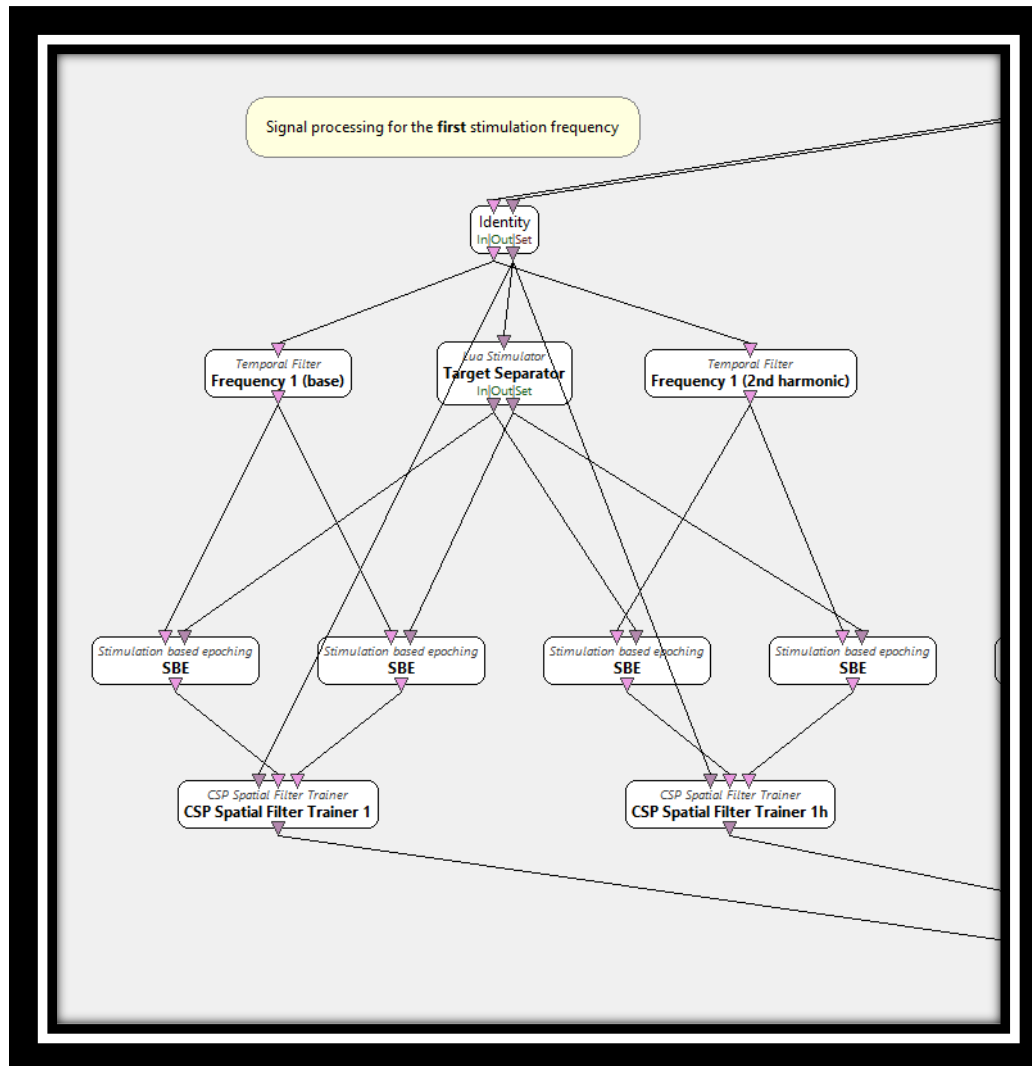 Signal processing for the first stimulation frequency
Identity
In|Out|Set
Temporal Filter
Frequency 1 (base)
Lua Stimulator
Target Separator
In|Out|Set
Temporal Filter
Frequency 1 (2nd harmonic)
Stimulation based epoching
SBE
Stimulation based epoching
SBE
Stimulation based epoching
SBE
Stimulation based epoching
SBE
CSP Spatial Filter Trainer
CSP Spatial Filter Trainer 1
CSP Spatial Filter Trainer
CSP Spatial Filter Trainer 1h